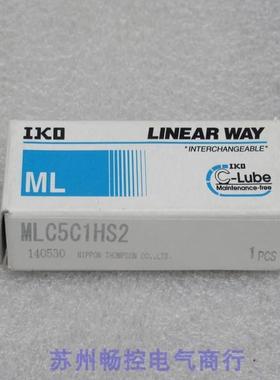 IKO
LINEAR WAY
"INTERCHANGEABLE"
IKO
C-Lube
Maintenance-free
ML
MLC5C1HS2
140530 NIPPON THOMPSON CO.,LTD.
1 PCS
苏州畅控电气商行